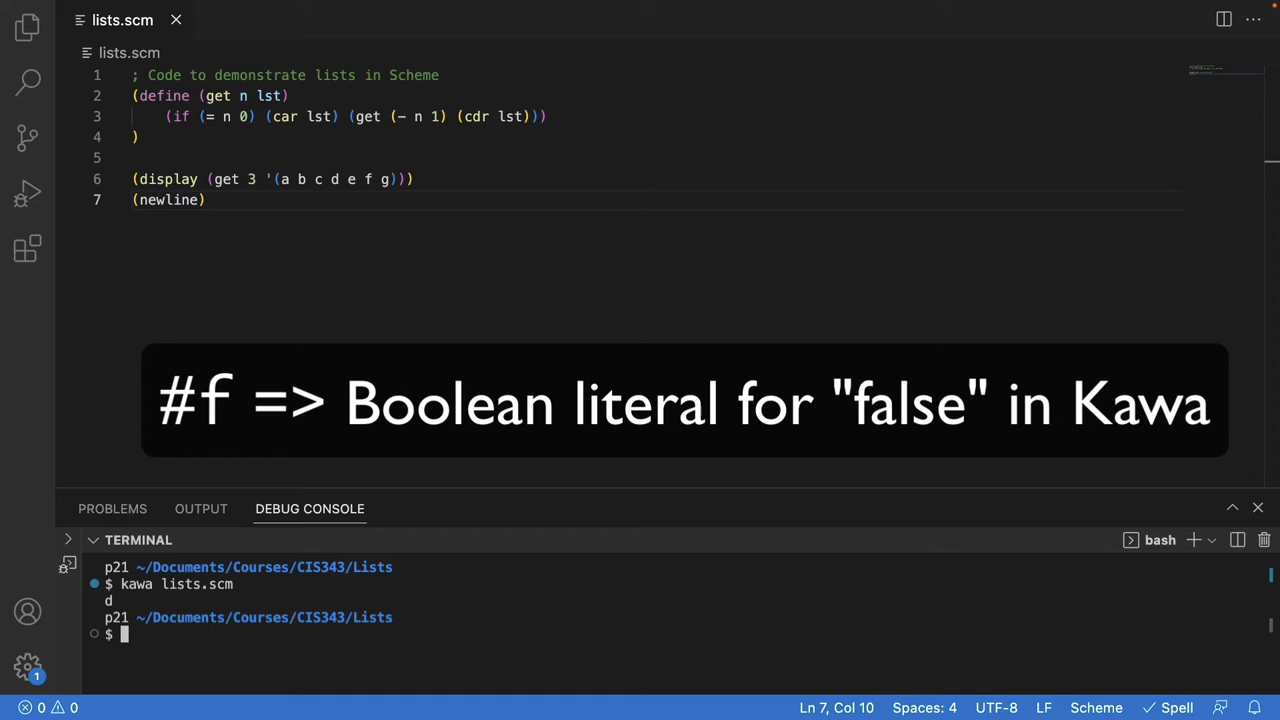 lists.scm
lists.scm
1 ; Code to demonstrate lists in Scheme
2 (define (get n lst)
3 (if (= n 0) (car lst) (get (- n 1) (cdr lst)))
4 )
5
6 (display (get 3 '(a b c d e f g)))
7 (newline)
#f => Boolean literal for "false" in Kawa
PROBLEMS OUTPUT DEBUG CONSOLE
TERMINAL bash
p21 ~/Documents/Courses/CIS343/Lists
$ kawa lists.scm
d
p21 ~/Documents/Courses/CIS343/Lists
$
1
0 0 Ln 7, Col 10 Spaces: 4 UTF-8 LF Scheme Spell